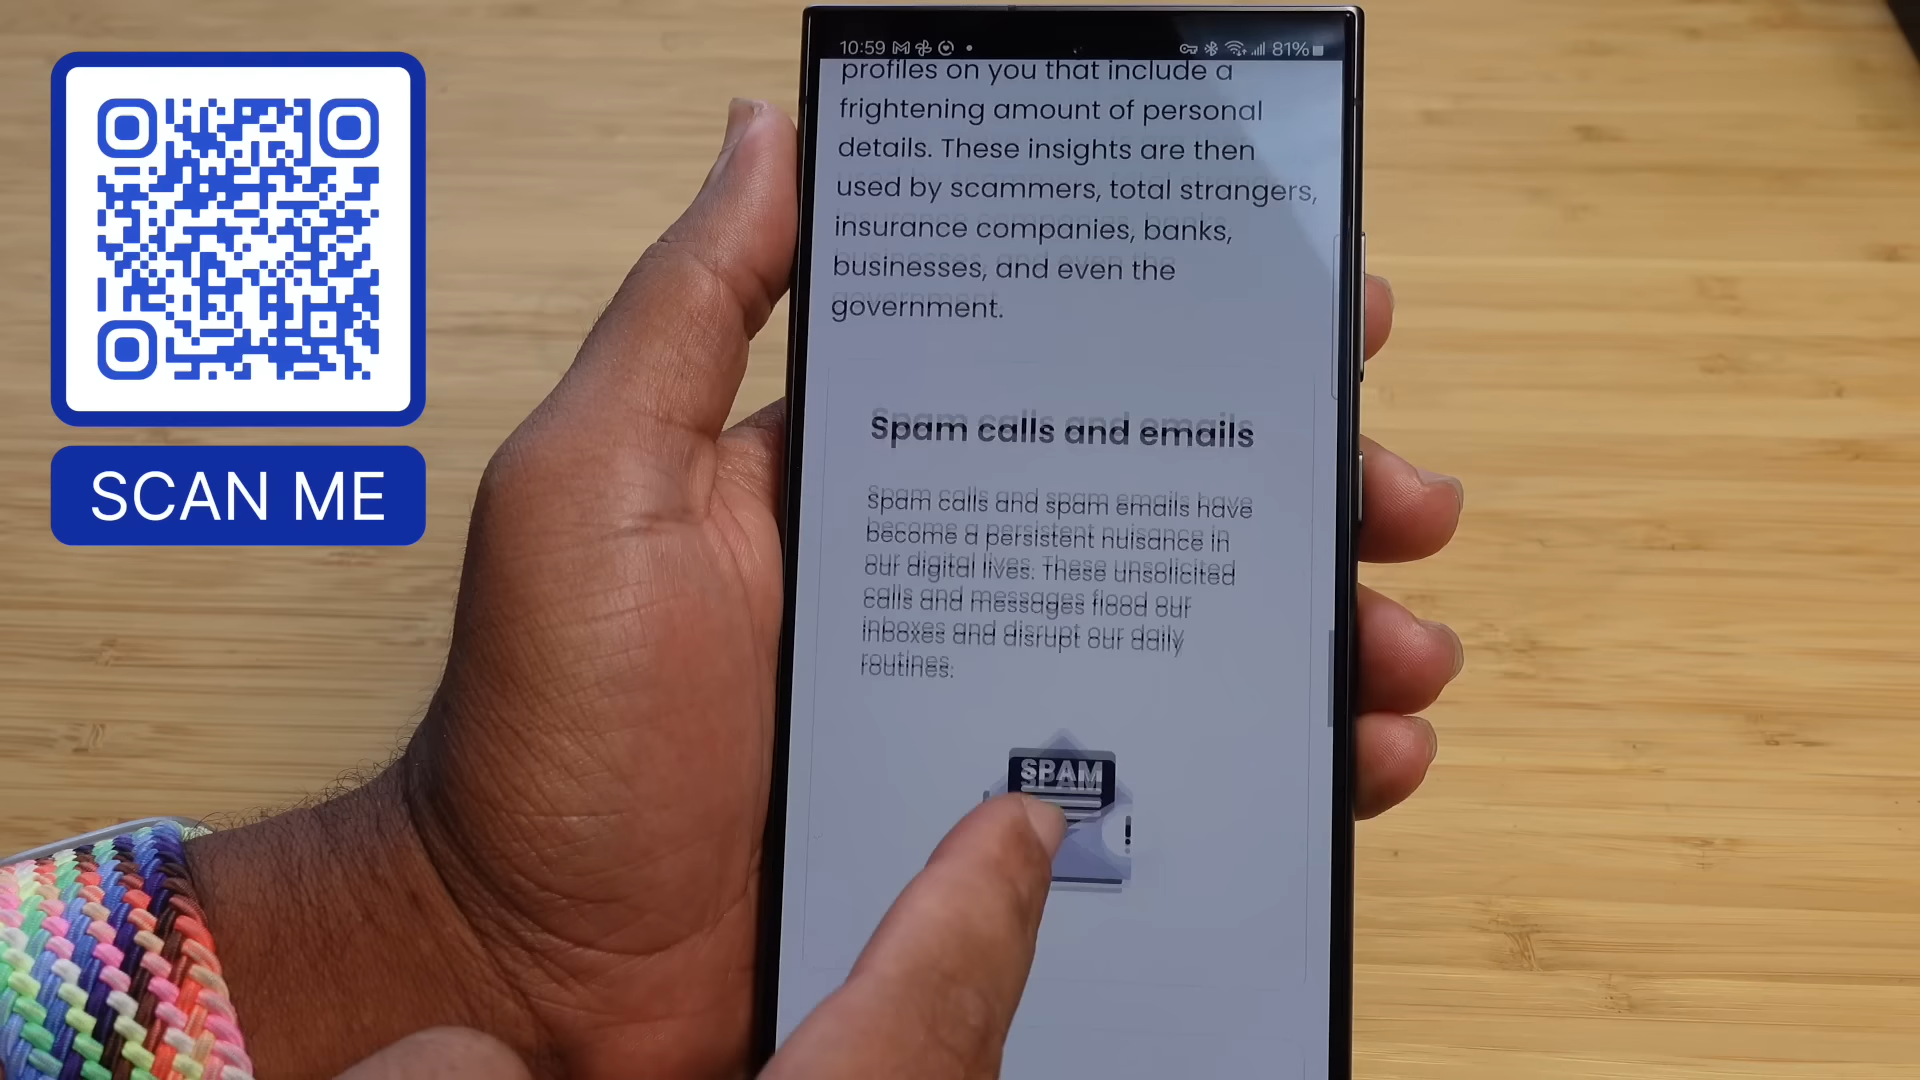 SCAN ME
10:59
81%
profiles on you that include a
frightening amount of personal
details. These insights are then
used by scammers, total strangers,
insurance companies, banks,
businesses, and even the
government.
Spam calls and emails
Spam calls and spam emails have
become a persistent nuisance in
our digital lives. These unsolicited
calls and messages flood our
inboxes and disrupt our daily
routines.
SPAM
!